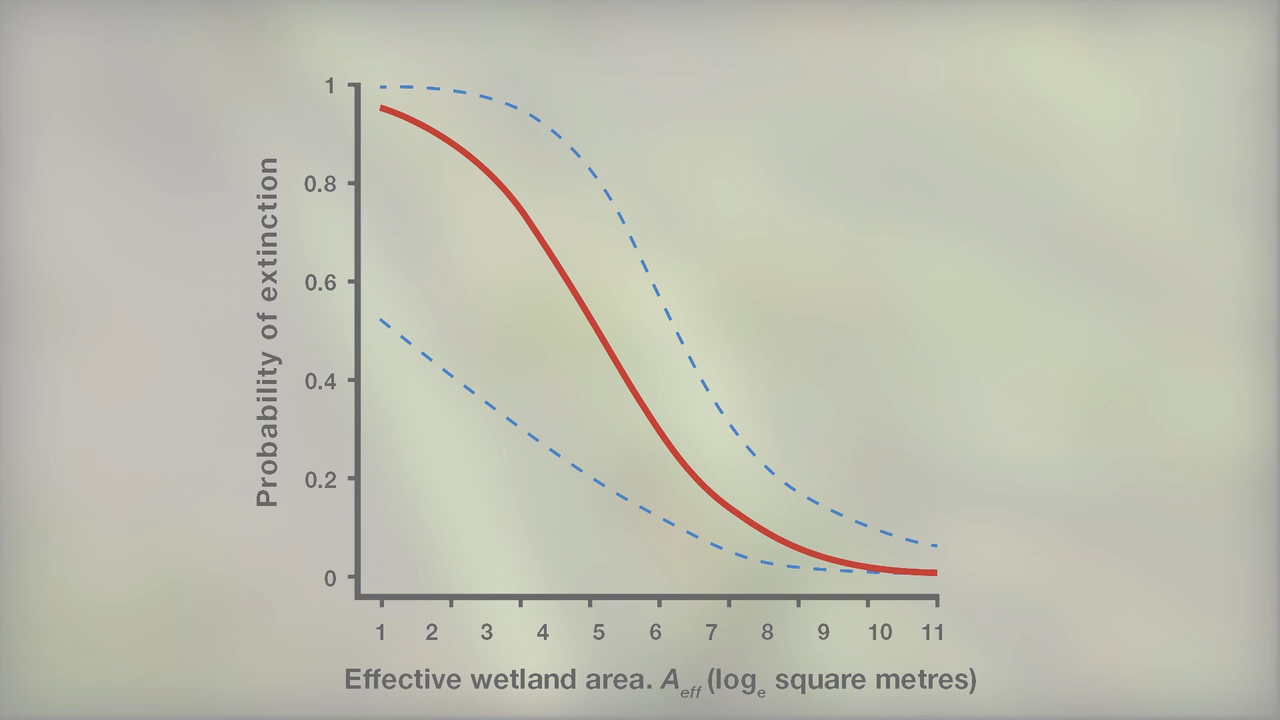 Probability of extinction
1
0.8
0.6
0.4
0.2
0
1 2 3 4 5 6 7 8 9 10 11
Effective wetland area. Aeff (loge square metres)